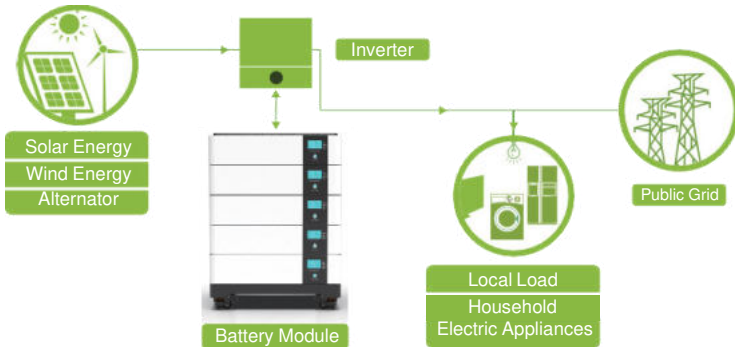 Inverter
Solar Energy
Wind Energy
Alternator
Public Grid
Battery Module
Local Load
Household
Electric Appliances